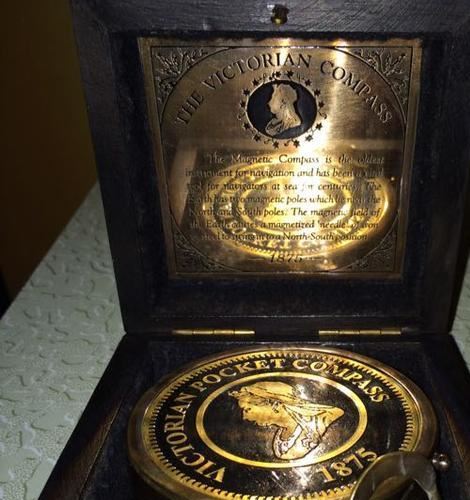 THE VICTORIAN COMPASS
The Magnetic Compass is the oldest
instrument for navigation and has been a vital
tool for navigators at sea for centuries. The
Earth has two magnetic poles which lie near the
North and South poles. The magnetic field of
the Earth causes a magnetized 'needle' of iron
to swing into a North-South position
1875
VICTORIAN POCKET COMPASS
1875